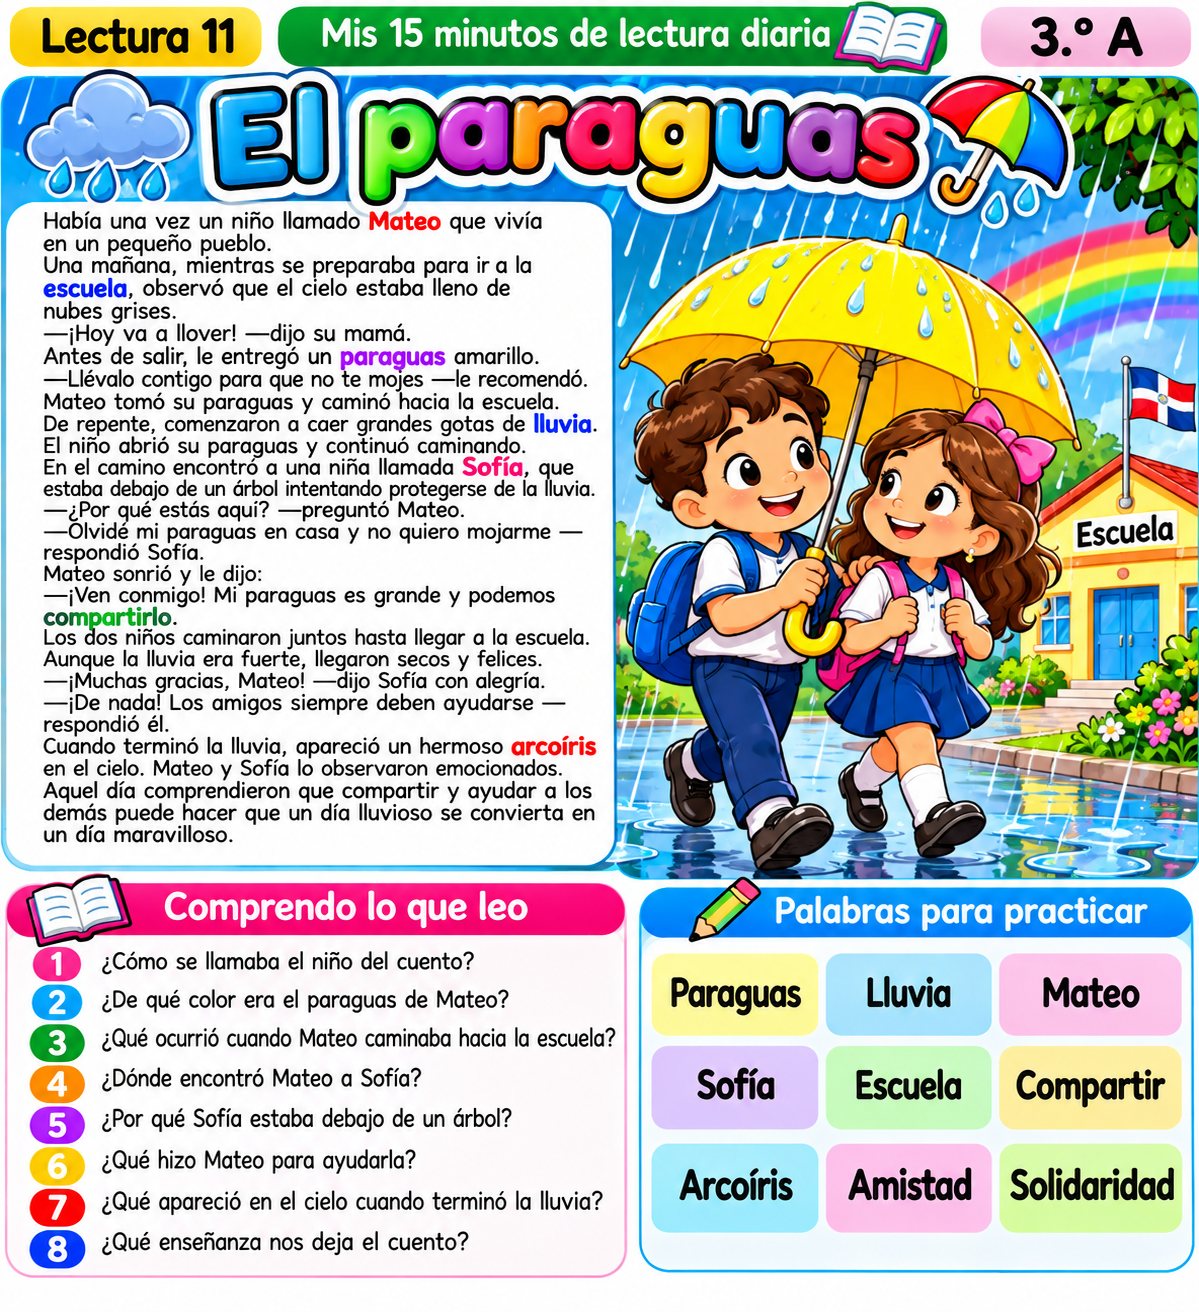 Lectura 11
Mis 15 minutos de lectura diaria
3.° A
El paraguas
Había una vez un niño llamado Mateo que vivía
en un pequeño pueblo.
Una mañana, mientras se preparaba para ir a la
escuela, observó que el cielo estaba lleno de
nubes grises.
—¡Hoy va a llover! —dijo su mamá.
Antes de salir, le entregó un paraguas amarillo.
—Llévalo contigo para que no te mojes —le recomendó.
Mateo tomó su paraguas y caminó hacia la escuela.
De repente, comenzaron a caer grandes gotas de lluvia.
El niño abrió su paraguas y continuó caminando.
En el camino encontró a una niña llamada Sofía, que
estaba debajo de un árbol intentando protegerse de la lluvia.
—¿Por qué estás aquí? —preguntó Mateo.
—Olvidé mi paraguas en casa y no quiero mojarme —
respondió Sofía.
Mateo sonrió y le dijo:
—¡Ven conmigo! Mi paraguas es grande y podemos
compartirlo.
Los dos niños caminaron juntos hasta llegar a la escuela.
Aunque la lluvia era fuerte, llegaron secos y felices.
—¡Muchas gracias, Mateo! —dijo Sofía con alegría.
—¡De nada! Los amigos siempre deben ayudarse —
respondió él.
Cuando terminó la lluvia, apareció un hermoso arcoíris
en el cielo. Mateo y Sofía lo observaron emocionados.
Aquel día comprendieron que compartir y ayudar a los
demás puede hacer que un día lluvioso se convierta en
un día maravilloso.
Escuela
Comprendo lo que leo
1 ¿Cómo se llamaba el niño del cuento?
2 ¿De qué color era el paraguas de Mateo?
3 ¿Qué ocurrió cuando Mateo caminaba hacia la escuela?
4 ¿Dónde encontró Mateo a Sofía?
5 ¿Por qué Sofía estaba debajo de un árbol?
6 ¿Qué hizo Mateo para ayudarla?
7 ¿Qué apareció en el cielo cuando terminó la lluvia?
8 ¿Qué enseñanza nos deja el cuento?
Palabras para practicar
Paraguas Lluvia Mateo
Sofía Escuela Compartir
Arcoíris Amistad Solidaridad